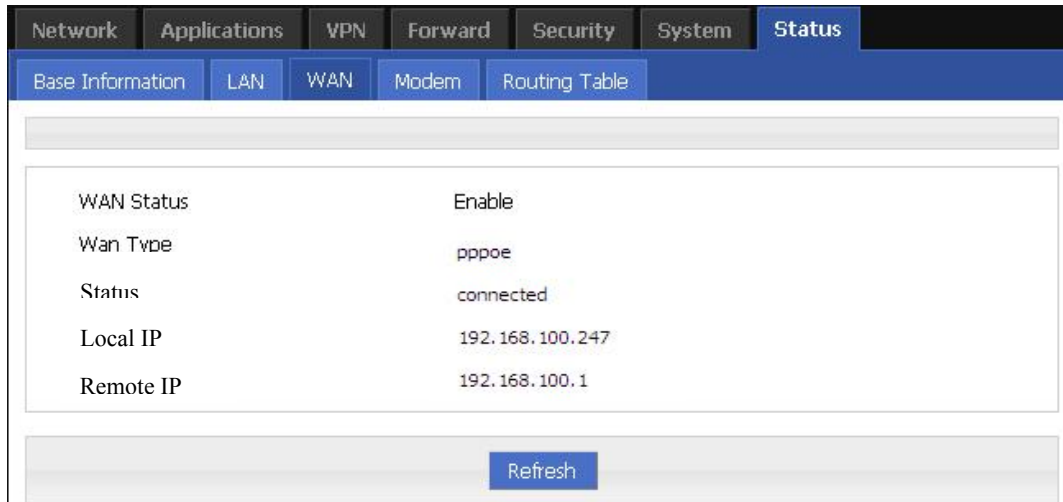 Network Applications VPN Forward Security System Status
Base Information LAN WAN Modem Routing Table
WAN Status Enable
Wan Type pppoe
Status connected
Local IP 192.168.100.247
Remote IP 192.168.100.1
Refresh